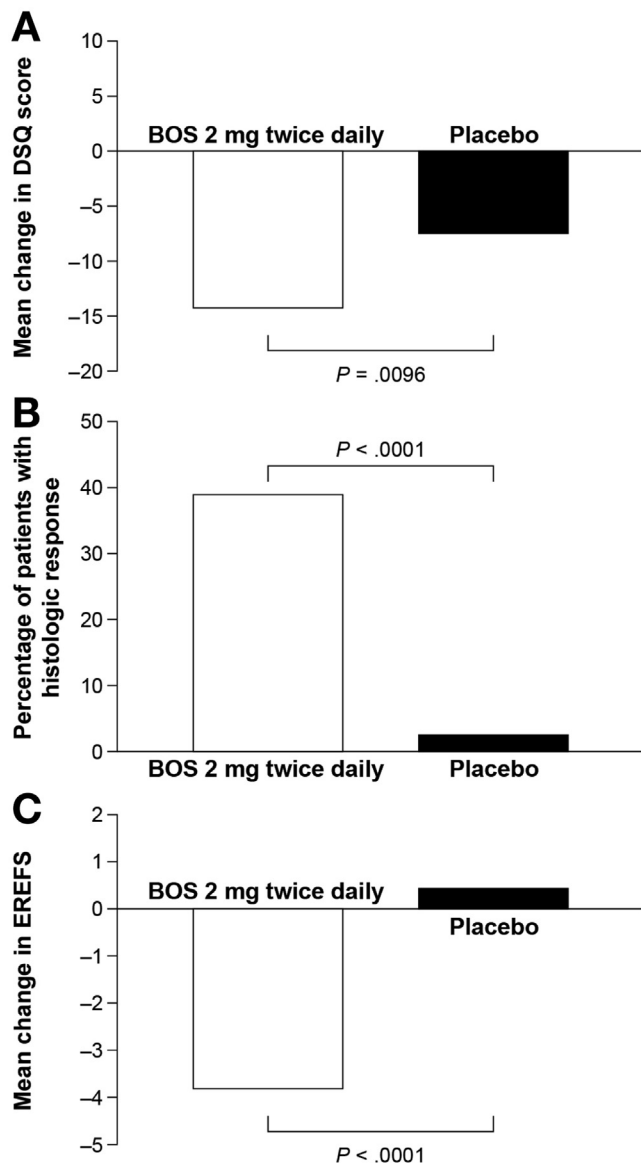 A
Mean change in DSQ score
10
5
0
–5
–10
–15
–20
BOS 2 mg twice daily
Placebo
P = .0096
B
Percentage of patients with
histologic response
50
40
30
20
10
0
P < .0001
BOS 2 mg twice daily
Placebo
C
Mean change in EREFS
2
1
0
–1
–2
–3
–4
–5
BOS 2 mg twice daily
Placebo
P < .0001